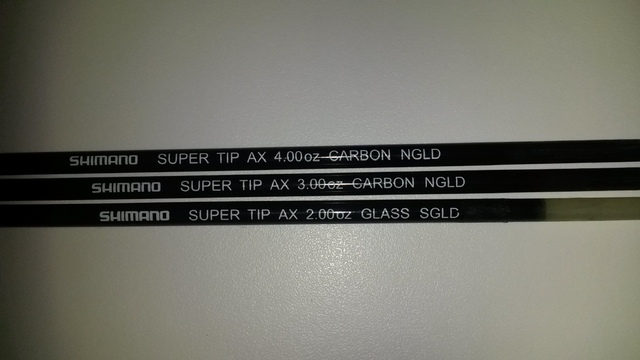 SHIMANO SUPER TIP AX 4.00oz CARBON NGLD
SHIMANO SUPER TIP AX 3.00oz CARBON NGLD
SHIMANO SUPER TIP AX 2.00oz GLASS SGLD